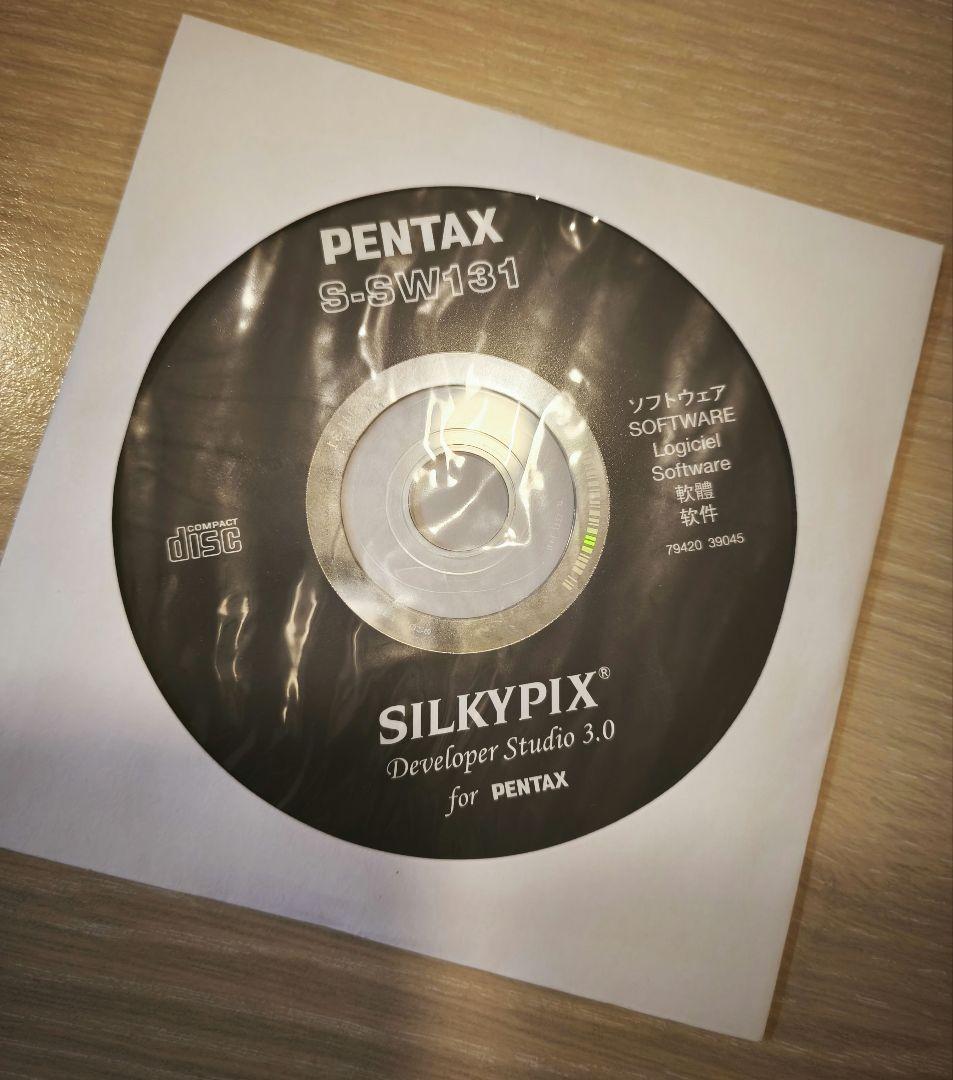 PENTAX
S-SW131
ソフトウェア
SOFTWARE
Logiciel
Software
軟體
软件
79420 39045
COMPACT
disc
SILKYPIX®
Developer Studio 3.0
for PENTAX